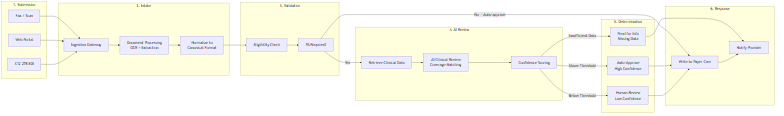 1. Submission
Fax / Scan
Web Portal
X12 278 EDI
2. Intake
Ingestion Gateway
Document Processing
OCR + Extraction
Normalize to
Canonical Format
3. Validation
Eligibility Check
PA Required?
No - Auto-approve
Yes
4. AI Review
Retrieve Clinical Data
AI Clinical Review
Coverage Matching
Confidence Scoring
Insufficient Data
Above Threshold
Below Threshold
5. Determination
Pend for Info
Missing Data
Auto-Approve
High Confidence
Human Review
Low Confidence
6. Response
Write to Payer Core
Notify Provider